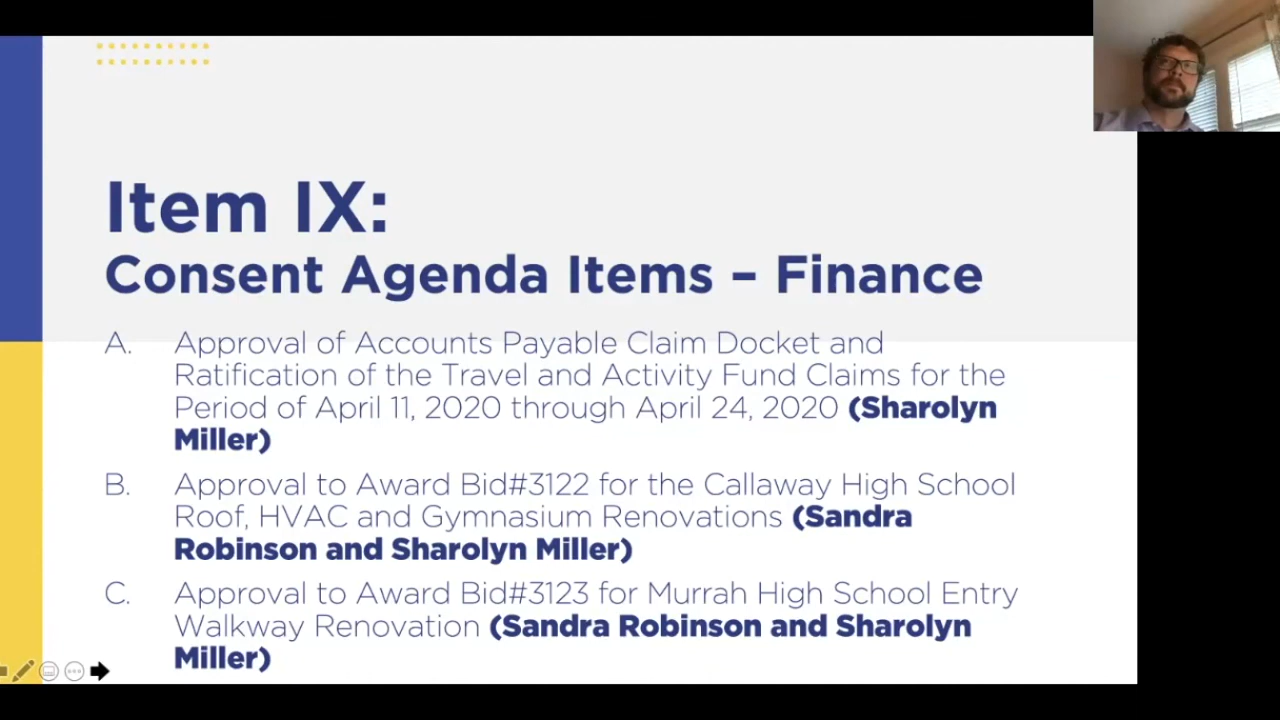 Item IX:
Consent Agenda Items – Finance
A. Approval of Accounts Payable Claim Docket and
Ratification of the Travel and Activity Fund Claims for the
Period of April 11, 2020 through April 24, 2020 (Sharolyn
Miller)
B. Approval to Award Bid#3122 for the Callaway High School
Roof, HVAC and Gymnasium Renovations (Sandra
Robinson and Sharolyn Miller)
C. Approval to Award Bid#3123 for Murrah High School Entry
Walkway Renovation (Sandra Robinson and Sharolyn
Miller)